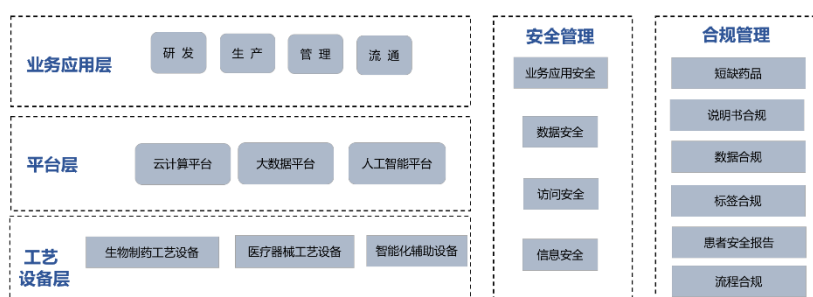 业务应用层
研发
生产
管理
流通
平台层
云计算平台
大数据平台
人工智能平台
工艺
设备层
生物制药工艺设备
医疗器械工艺设备
智能化辅助设备
安全管理
业务应用安全
数据安全
访问安全
信息安全
合规管理
短缺药品
说明书合规
数据合规
标签合规
患者安全报告
流程合规